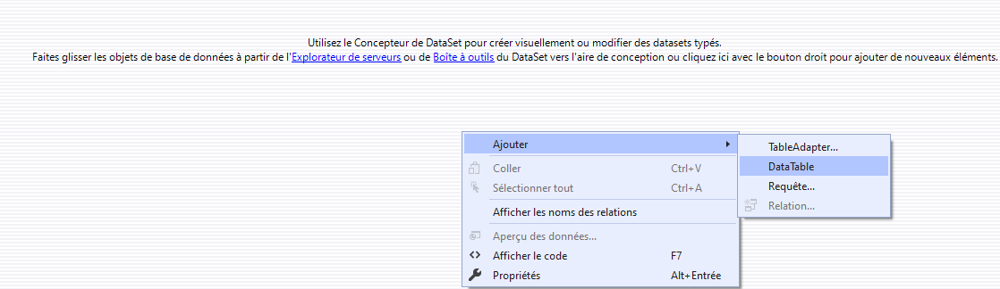 Utilisez le Concepteur de DataSet pour créer visuellement ou modifier des datasets typés.
Faites glisser les objets de base de données à partir de l'Explorateur de serveurs ou de Boîte à outils du DataSet vers l'aire de conception ou cliquez ici avec le bouton droit pour ajouter de nouveaux éléments.
Ajouter
Coller Ctrl+V
Sélectionner tout Ctrl+A
Afficher les noms des relations
Aperçu des données...
Afficher le code F7
Propriétés Alt+Entrée
TableAdapter...
DataTable
Requête...
Relation...